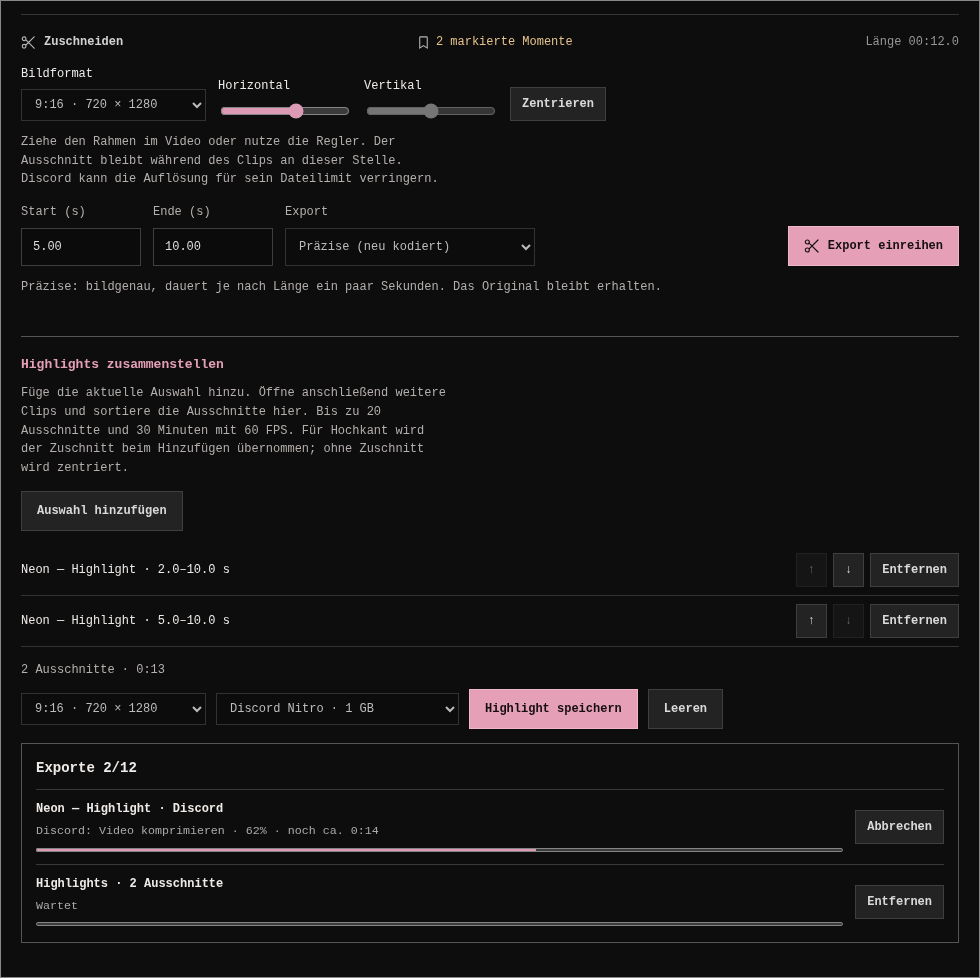 Zuschneiden
2 markierte Momente
Länge 00:12.0
Bildformat
Horizontal
Vertikal
9:16 · 720 × 1280
Zentrieren
Ziehe den Rahmen im Video oder nutze die Regler. Der
Ausschnitt bleibt während des Clips an dieser Stelle.
Discord kann die Auflösung für sein Dateilimit verringern.
Start (s)
Ende (s)
Export
5.00
10.00
Präzise (neu kodiert)
Export einreihen
Präzise: bildgenau, dauert je nach Länge ein paar Sekunden. Das Original bleibt erhalten.
Highlights zusammenstellen
Füge die aktuelle Auswahl hinzu. Öffne anschließend weitere
Clips und sortiere die Ausschnitte hier. Bis zu 20
Ausschnitte und 30 Minuten mit 60 FPS. Für Hochkant wird
der Zuschnitt beim Hinzufügen übernommen; ohne Zuschnitt
wird zentriert.
Auswahl hinzufügen
Neon — Highlight · 2.0–10.0 s
↑ ↓ Entfernen
Neon — Highlight · 5.0–10.0 s
↑ ↓ Entfernen
2 Ausschnitte · 0:13
9:16 · 720 × 1280
Discord Nitro · 1 GB
Highlight speichern
Leeren
Exporte 2/12
Neon — Highlight · Discord
Discord: Video komprimieren · 62% · noch ca. 0:14
Abbrechen
Highlights · 2 Ausschnitte
Wartet
Entfernen